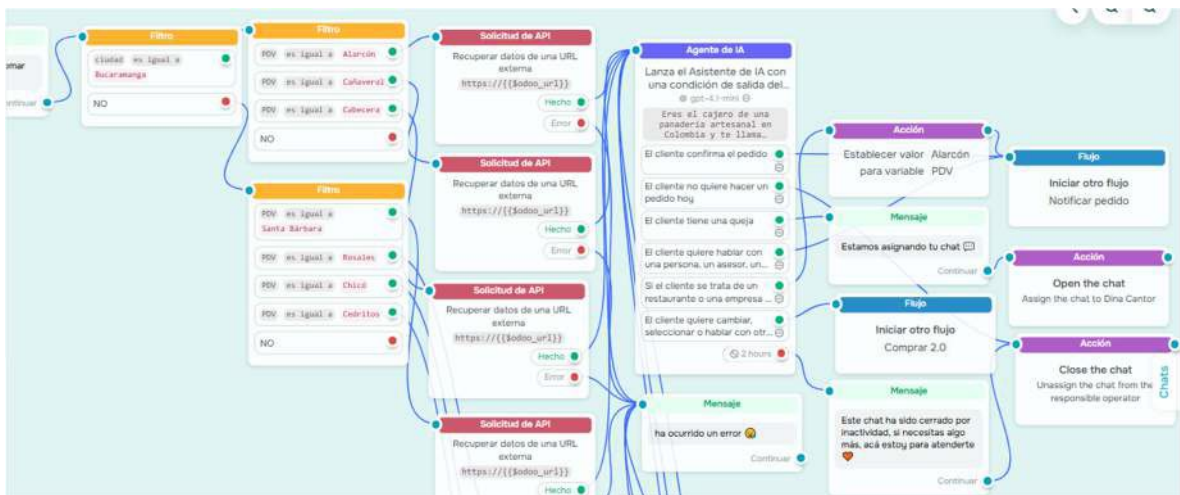 omar
Continuar
Filtro
ciudad es igual a
Bucaramanga
NO
Filtro
PDV es igual a Alarcón
PDV es igual a Cañaveral
PDV es igual a Cabecera
NO
Filtro
PDV es igual a
Santa Bárbara
PDV es igual a Rosales
PDV es igual a Chicó
PDV es igual a Cedritos
NO
Solicitud de API
Recuperar datos de una URL
externa
https://{{$odoo_url}}
Hecho
Error
Solicitud de API
Recuperar datos de una URL
externa
https://{{$odoo_url}}
Hecho
Error
Solicitud de API
Recuperar datos de una URL
externa
https://{{$odoo_url}}
Hecho
Error
Solicitud de API
Recuperar datos de una URL
externa
https://{{$odoo_url}}
Hecho
Agente de IA
Lanza el Asistente de IA con
una condición de salida del...
gpt-4.1-mini
Eres el cajero de una
panadería artesanal en
Colombia y te llama…
El cliente confirma el pedido
El cliente no quiere hacer un
pedido hoy
El cliente tiene una queja
El cliente quiere hablar con
una persona, un asesor, un...
Si el cliente se trata de un
restaurante o una empresa ...
El cliente quiere cambiar,
seleccionar o hablar con otr...
2 hours
Mensaje
ha ocurrido un error
Continuar
Acción
Establecer valor Alarcón
para variable PDV
Mensaje
Estamos asignando tu chat
Continuar
Flujo
Iniciar otro flujo
Comprar 2.0
Mensaje
Este chat ha sido cerrado por
inactividad, si necesitas algo
más, acá estoy para atenderte
Continuar
Flujo
Iniciar otro flujo
Notificar pedido
Acción
Open the chat
Assign the chat to Dina Cantor
Acción
Close the chat
Unassign the chat from the
responsible operator
Chats